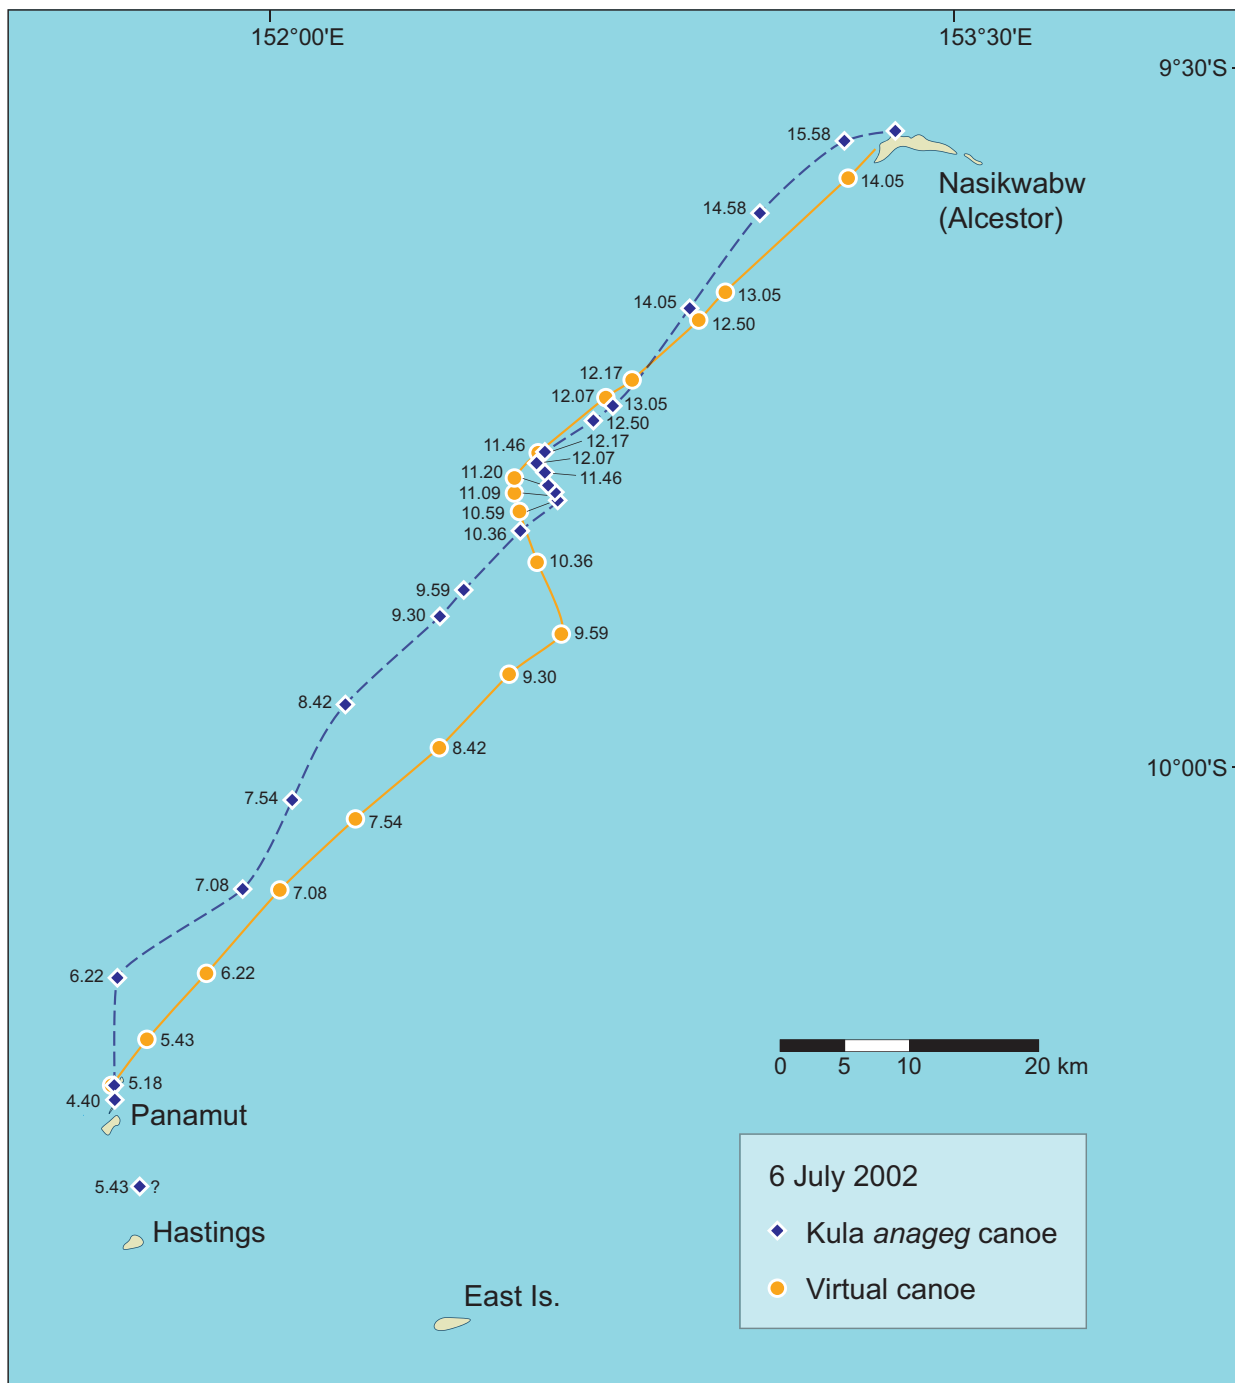 152°00'E
153°30'E
9°30'S
15.58
14.05
Nasikwabw
(Alcestor)
14.58
14.05
13.05
12.50
12.17
12.07
13.05
12.50
11.46
12.17
12.07
11.20
11.46
11.09
10.59
10.36
10.36
9.59
9.30
9.59
9.30
8.42
8.42
10°00'S
7.54
7.54
7.08
7.08
6.22
6.22
5.43
0 5 10 20 km
5.18
4.40
Panamut
5.43 ?
Hastings
East Is.
6 July 2002
Kula anageg canoe
Virtual canoe